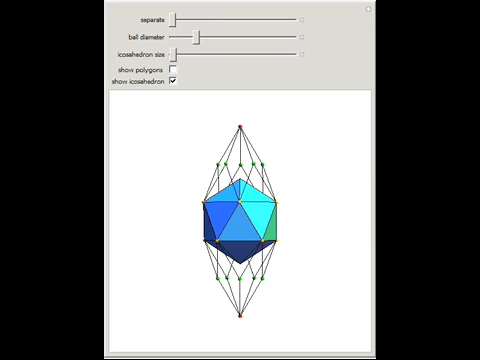 separate
ball diameter
icosahedron size
show polygons
show icosahedron